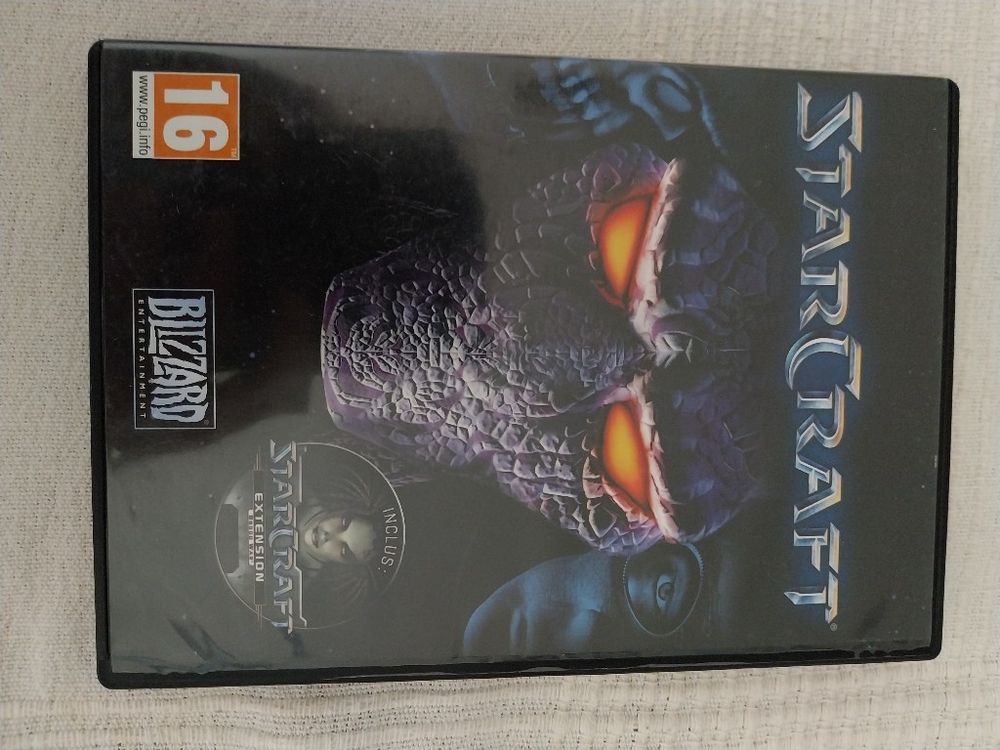 STARCRAFT®
INCLUS:
STARCRAFT
EXTENSION
16
www.pegi.info
BLIZZARD®
ENTERTAINMENT